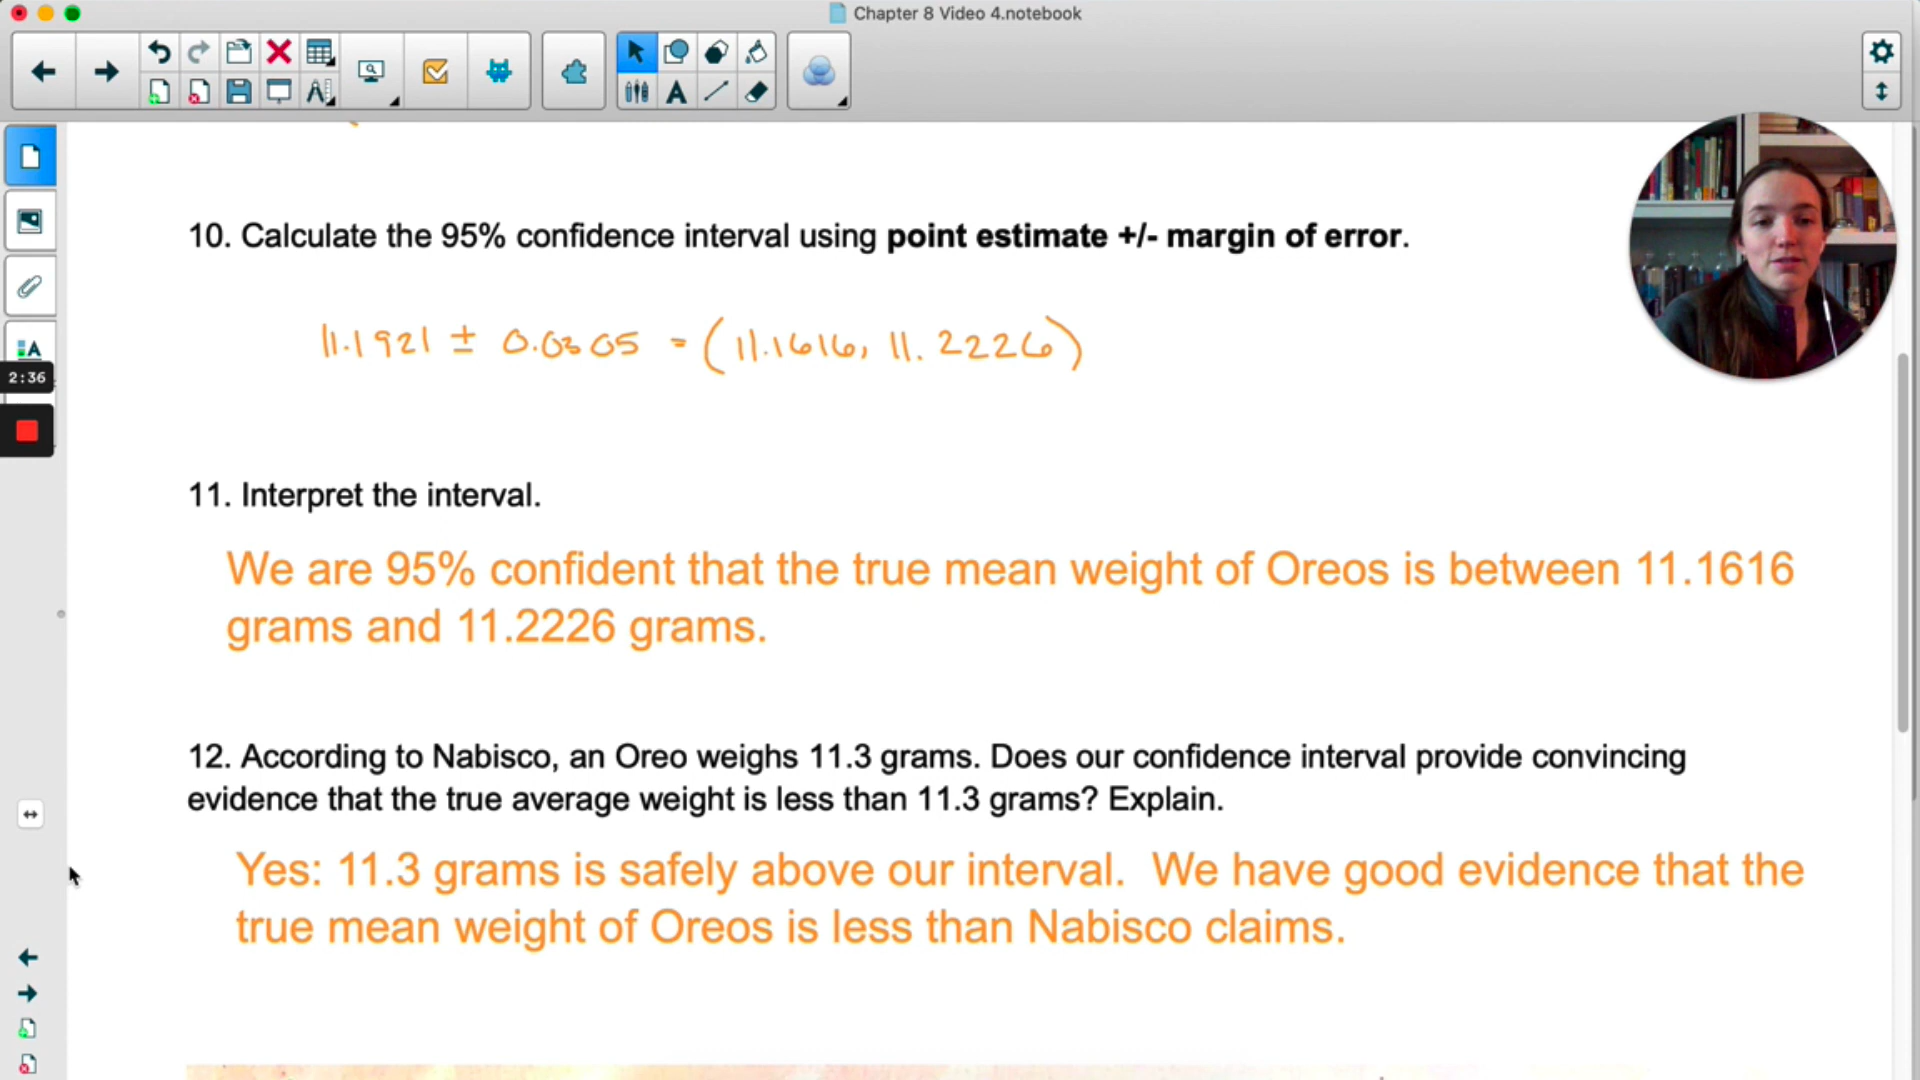 Chapter 8 Video 4.notebook
A
A
2:36
10. Calculate the 95% confidence interval using point estimate +/- margin of error.
11.1921 ± 0.0305 = (11.1616, 11.2226)
11. Interpret the interval.
We are 95% confident that the true mean weight of Oreos is between 11.1616
grams and 11.2226 grams.
12. According to Nabisco, an Oreo weighs 11.3 grams. Does our confidence interval provide convincing
evidence that the true average weight is less than 11.3 grams? Explain.
Yes: 11.3 grams is safely above our interval. We have good evidence that the
true mean weight of Oreos is less than Nabisco claims.